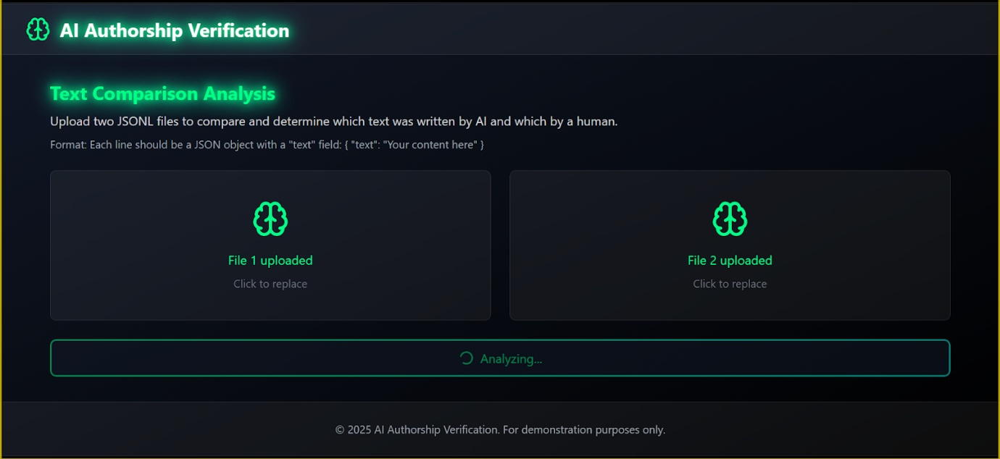 AI Authorship Verification
Text Comparison Analysis
Upload two JSONL files to compare and determine which text was written by AI and which by a human.
Format: Each line should be a JSON object with a "text" field: { "text": "Your content here" }
File 1 uploaded
Click to replace
File 2 uploaded
Click to replace
Analyzing...
© 2025 AI Authorship Verification. For demonstration purposes only.